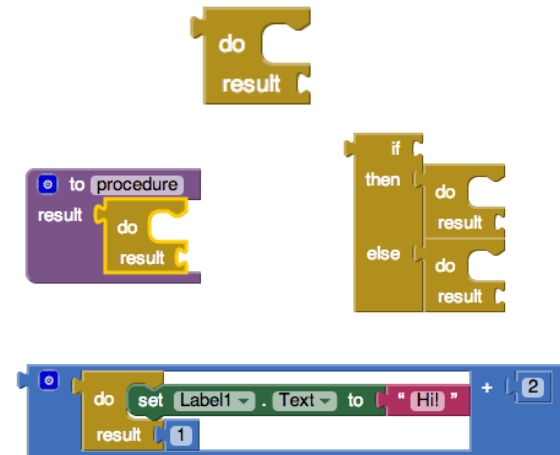 do
result
to procedure
result
do
result
if
then
do
result
else
do
result
do set Label1 . Text to “ Hi! ” + 2
result 1